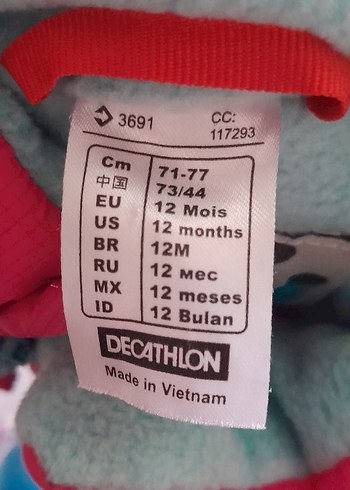 3691 CC: 117293
Cm 71-77
中国 73/44
EU 12 Mois
US 12 months
BR 12M
RU 12 мес
MX 12 meses
ID 12 Bulan
DECATHLON
Made in Vietnam